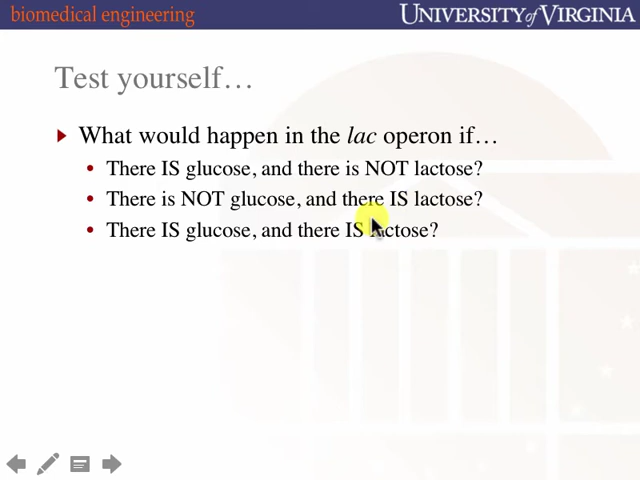 biomedical engineering
UNIVERSITY of VIRGINIA
Test yourself…
What would happen in the lac operon if…
There IS glucose, and there is NOT lactose?
There is NOT glucose, and there IS lactose?
There IS glucose, and there IS lactose?